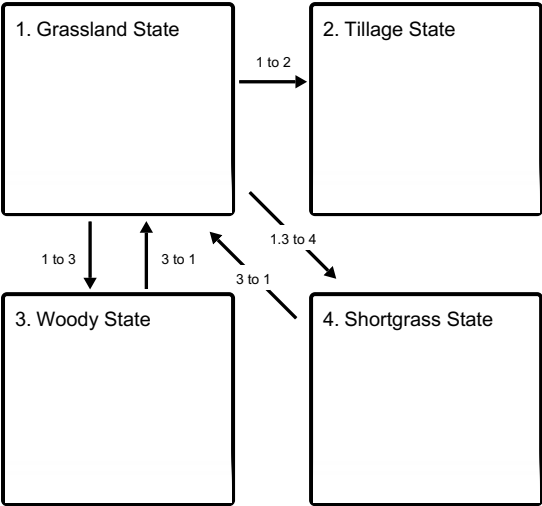 1. Grassland State
2. Tillage State
1 to 2
1.3 to 4
1 to 3
3 to 1
3 to 1
3. Woody State
4. Shortgrass State